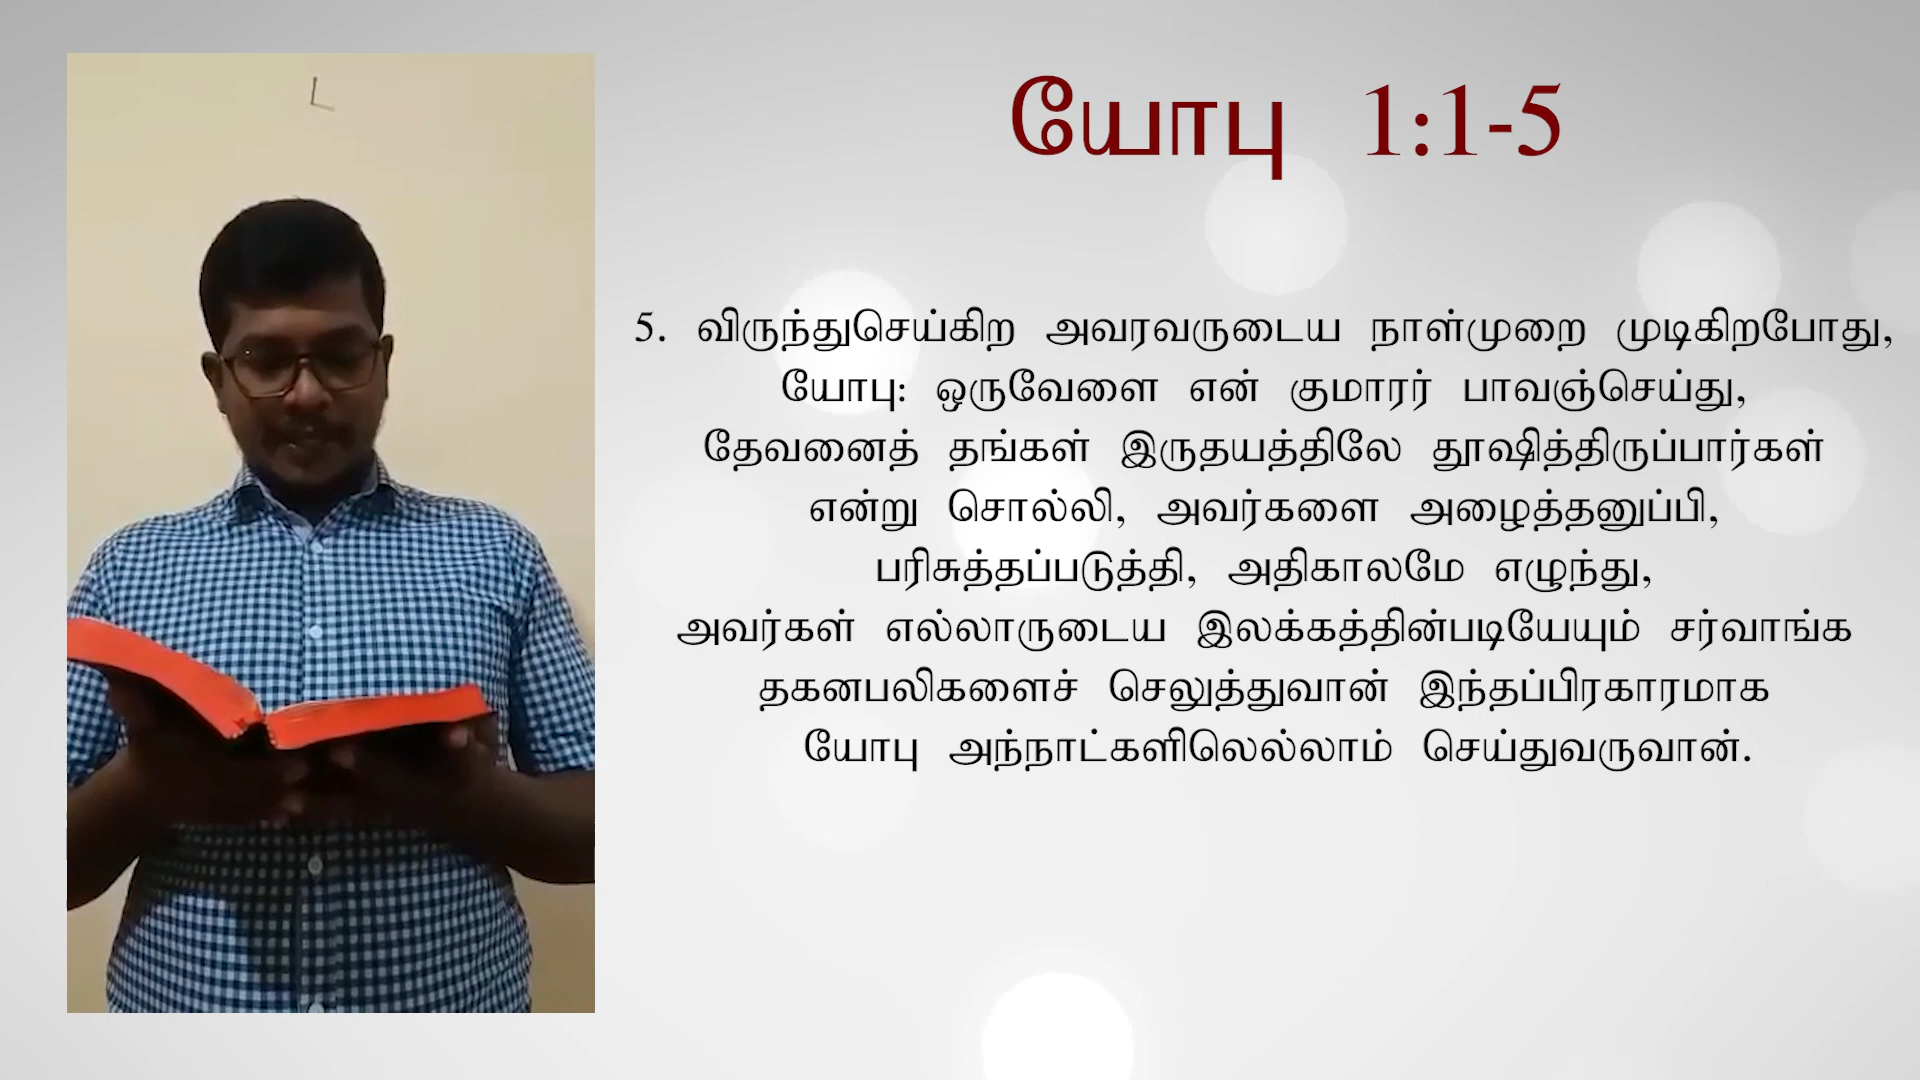 யோபு 1:1-5
5. விருந்துசெய்கிற அவரவருடைய நாள்முறை முடிகிறபோது,
யோபு: ஒருவேளை என் குமாரர் பாவஞ்செய்து,
தேவனைத் தங்கள் இருதயத்திலே தூஷித்திருப்பார்கள்
என்று சொல்லி, அவர்களை அழைத்தனுப்பி,
பரிசுத்தப்படுத்தி, அதிகாலமே எழுந்து,
அவர்கள் எல்லாருடைய இலக்கத்தின்படியேயும் சர்வாங்க
தகனபலிகளைச் செலுத்துவான் இந்தப்பிரகாரமாக
யோபு அந்நாட்களிலெல்லாம் செய்துவருவான்.